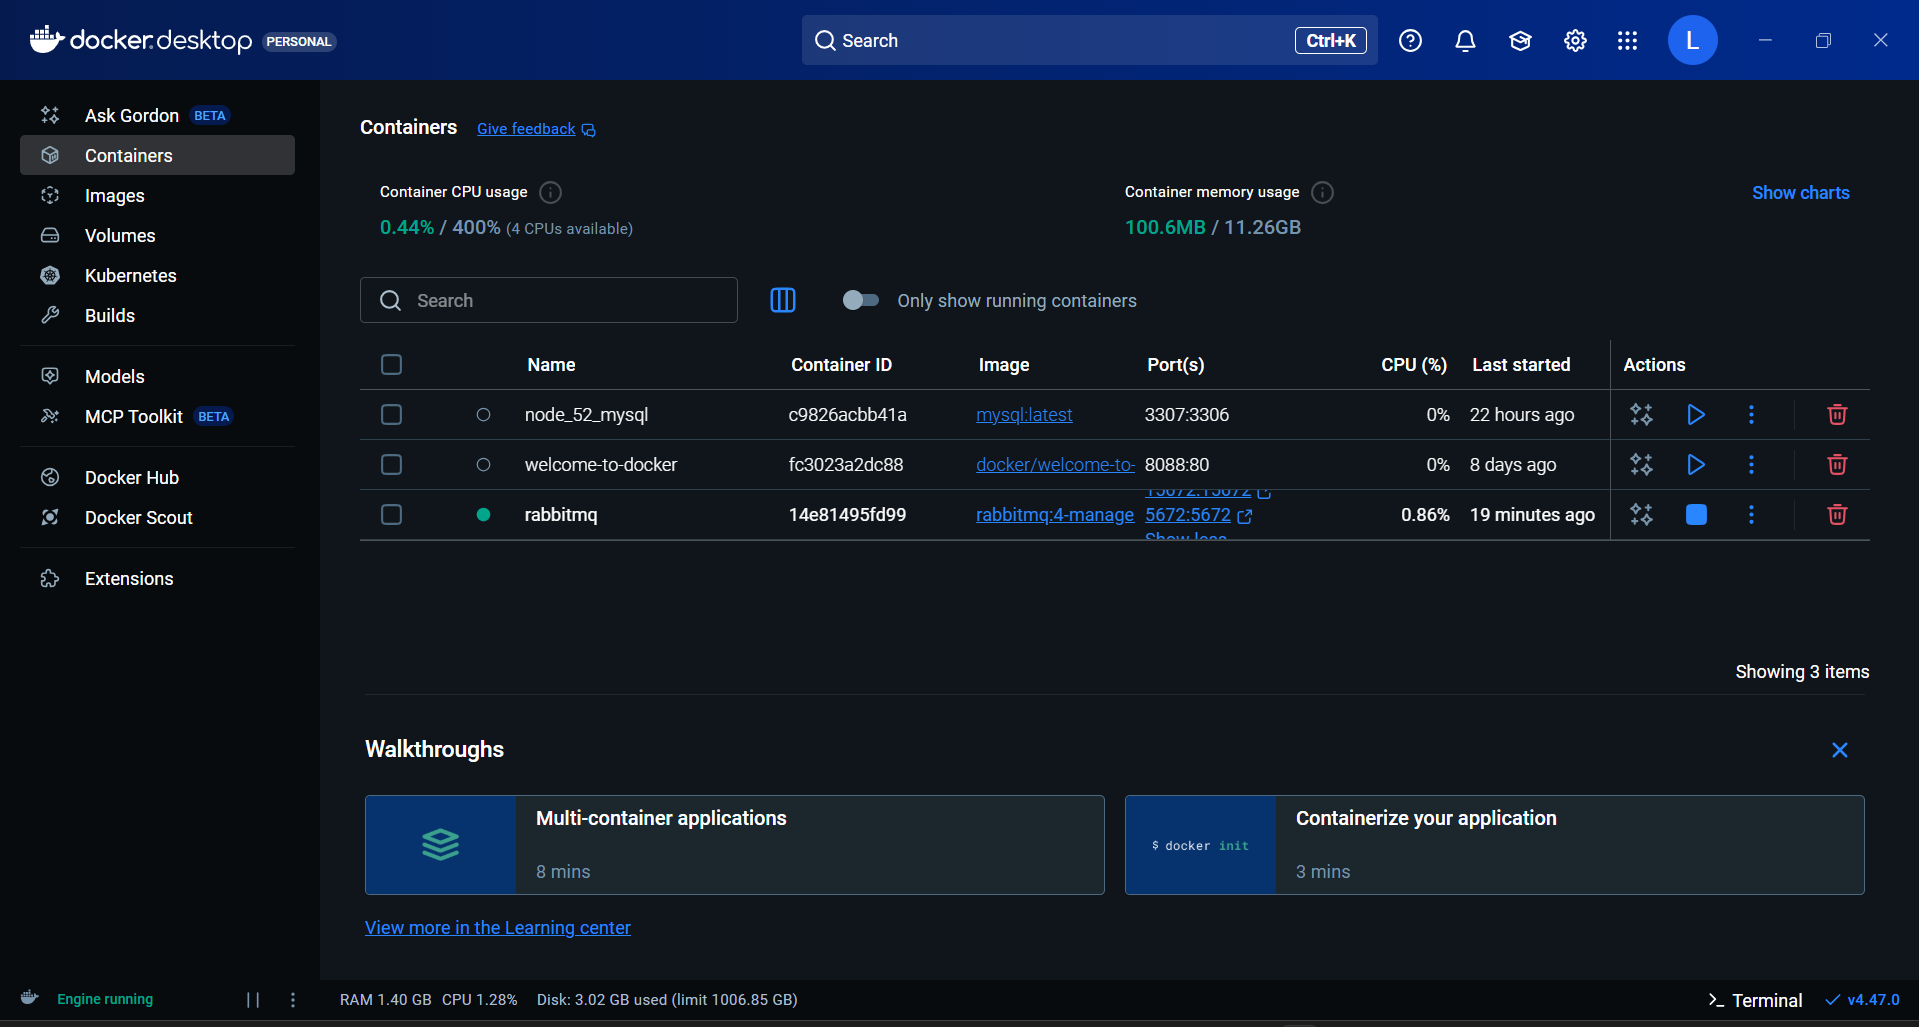 docker.desktop PERSONAL
Search Ctrl+K
L
Ask Gordon BETA
Containers
Images
Volumes
Kubernetes
Builds
Models
MCP Toolkit BETA
Docker Hub
Docker Scout
Extensions
Containers Give feedback
Container CPU usage
0.44% / 400% (4 CPUs available)
Container memory usage
100.6MB / 11.26GB
Show charts
Search
Only show running containers
Name Container ID Image Port(s) CPU (%) Last started Actions
node_52_mysql c9826acbb41a mysql:latest 3307:3306 0% 22 hours ago
welcome-to-docker fc3023a2dc88 docker/welcome-to- 8088:80 0% 8 days ago
15672:15672
rabbitmq 14e81495fd99 rabbitmq:4-manage 5672:5672 0.86% 19 minutes ago
Show less
Showing 3 items
Walkthroughs
Multi-container applications
8 mins
$ docker init
Containerize your application
3 mins
View more in the Learning center
Engine running
RAM 1.40 GB CPU 1.28% Disk: 3.02 GB used (limit 1006.85 GB)
>_ Terminal
v4.47.0